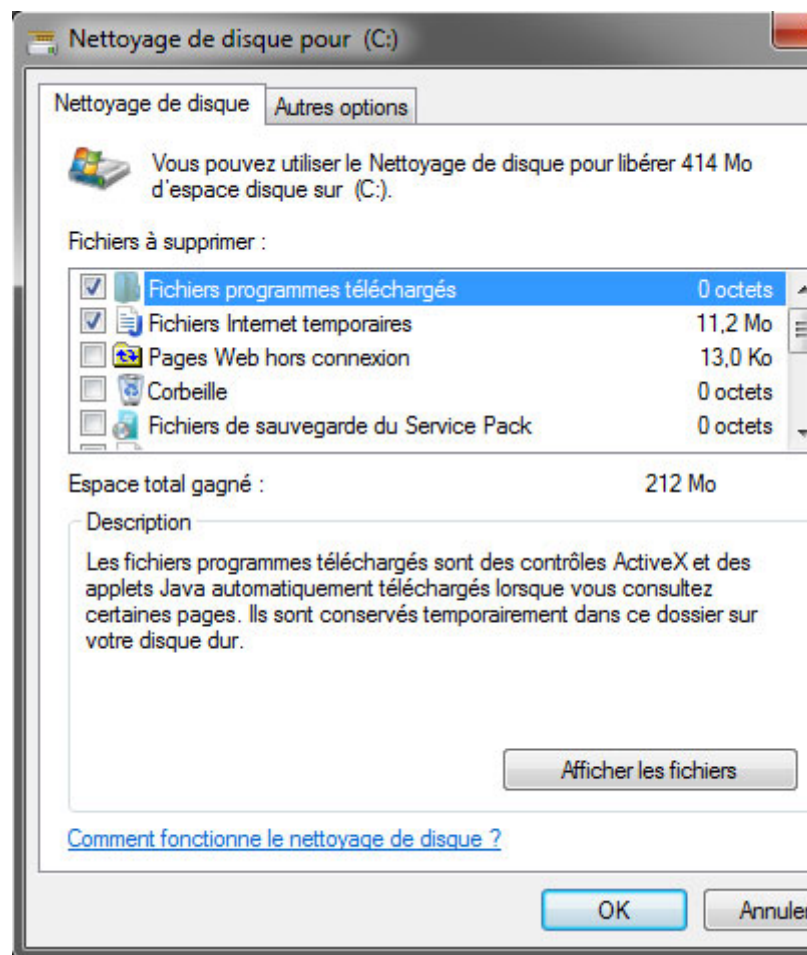 Nettoyage de disque pour (C:)
Nettoyage de disque
Autres options
Vous pouvez utiliser le Nettoyage de disque pour libérer 414 Mo
d'espace disque sur (C:).
Fichiers à supprimer :
Fichiers programmes téléchargés 0 octets
Fichiers Internet temporaires 11,2 Mo
Pages Web hors connexion 13,0 Ko
Corbeille 0 octets
Fichiers de sauvegarde du Service Pack 0 octets
Espace total gagné : 212 Mo
Description
Les fichiers programmes téléchargés sont des contrôles ActiveX et des
applets Java automatiquement téléchargés lorsque vous consultez
certaines pages. Ils sont conservés temporairement dans ce dossier sur
votre disque dur.
Afficher les fichiers
Comment fonctionne le nettoyage de disque ?
OK
Annuler